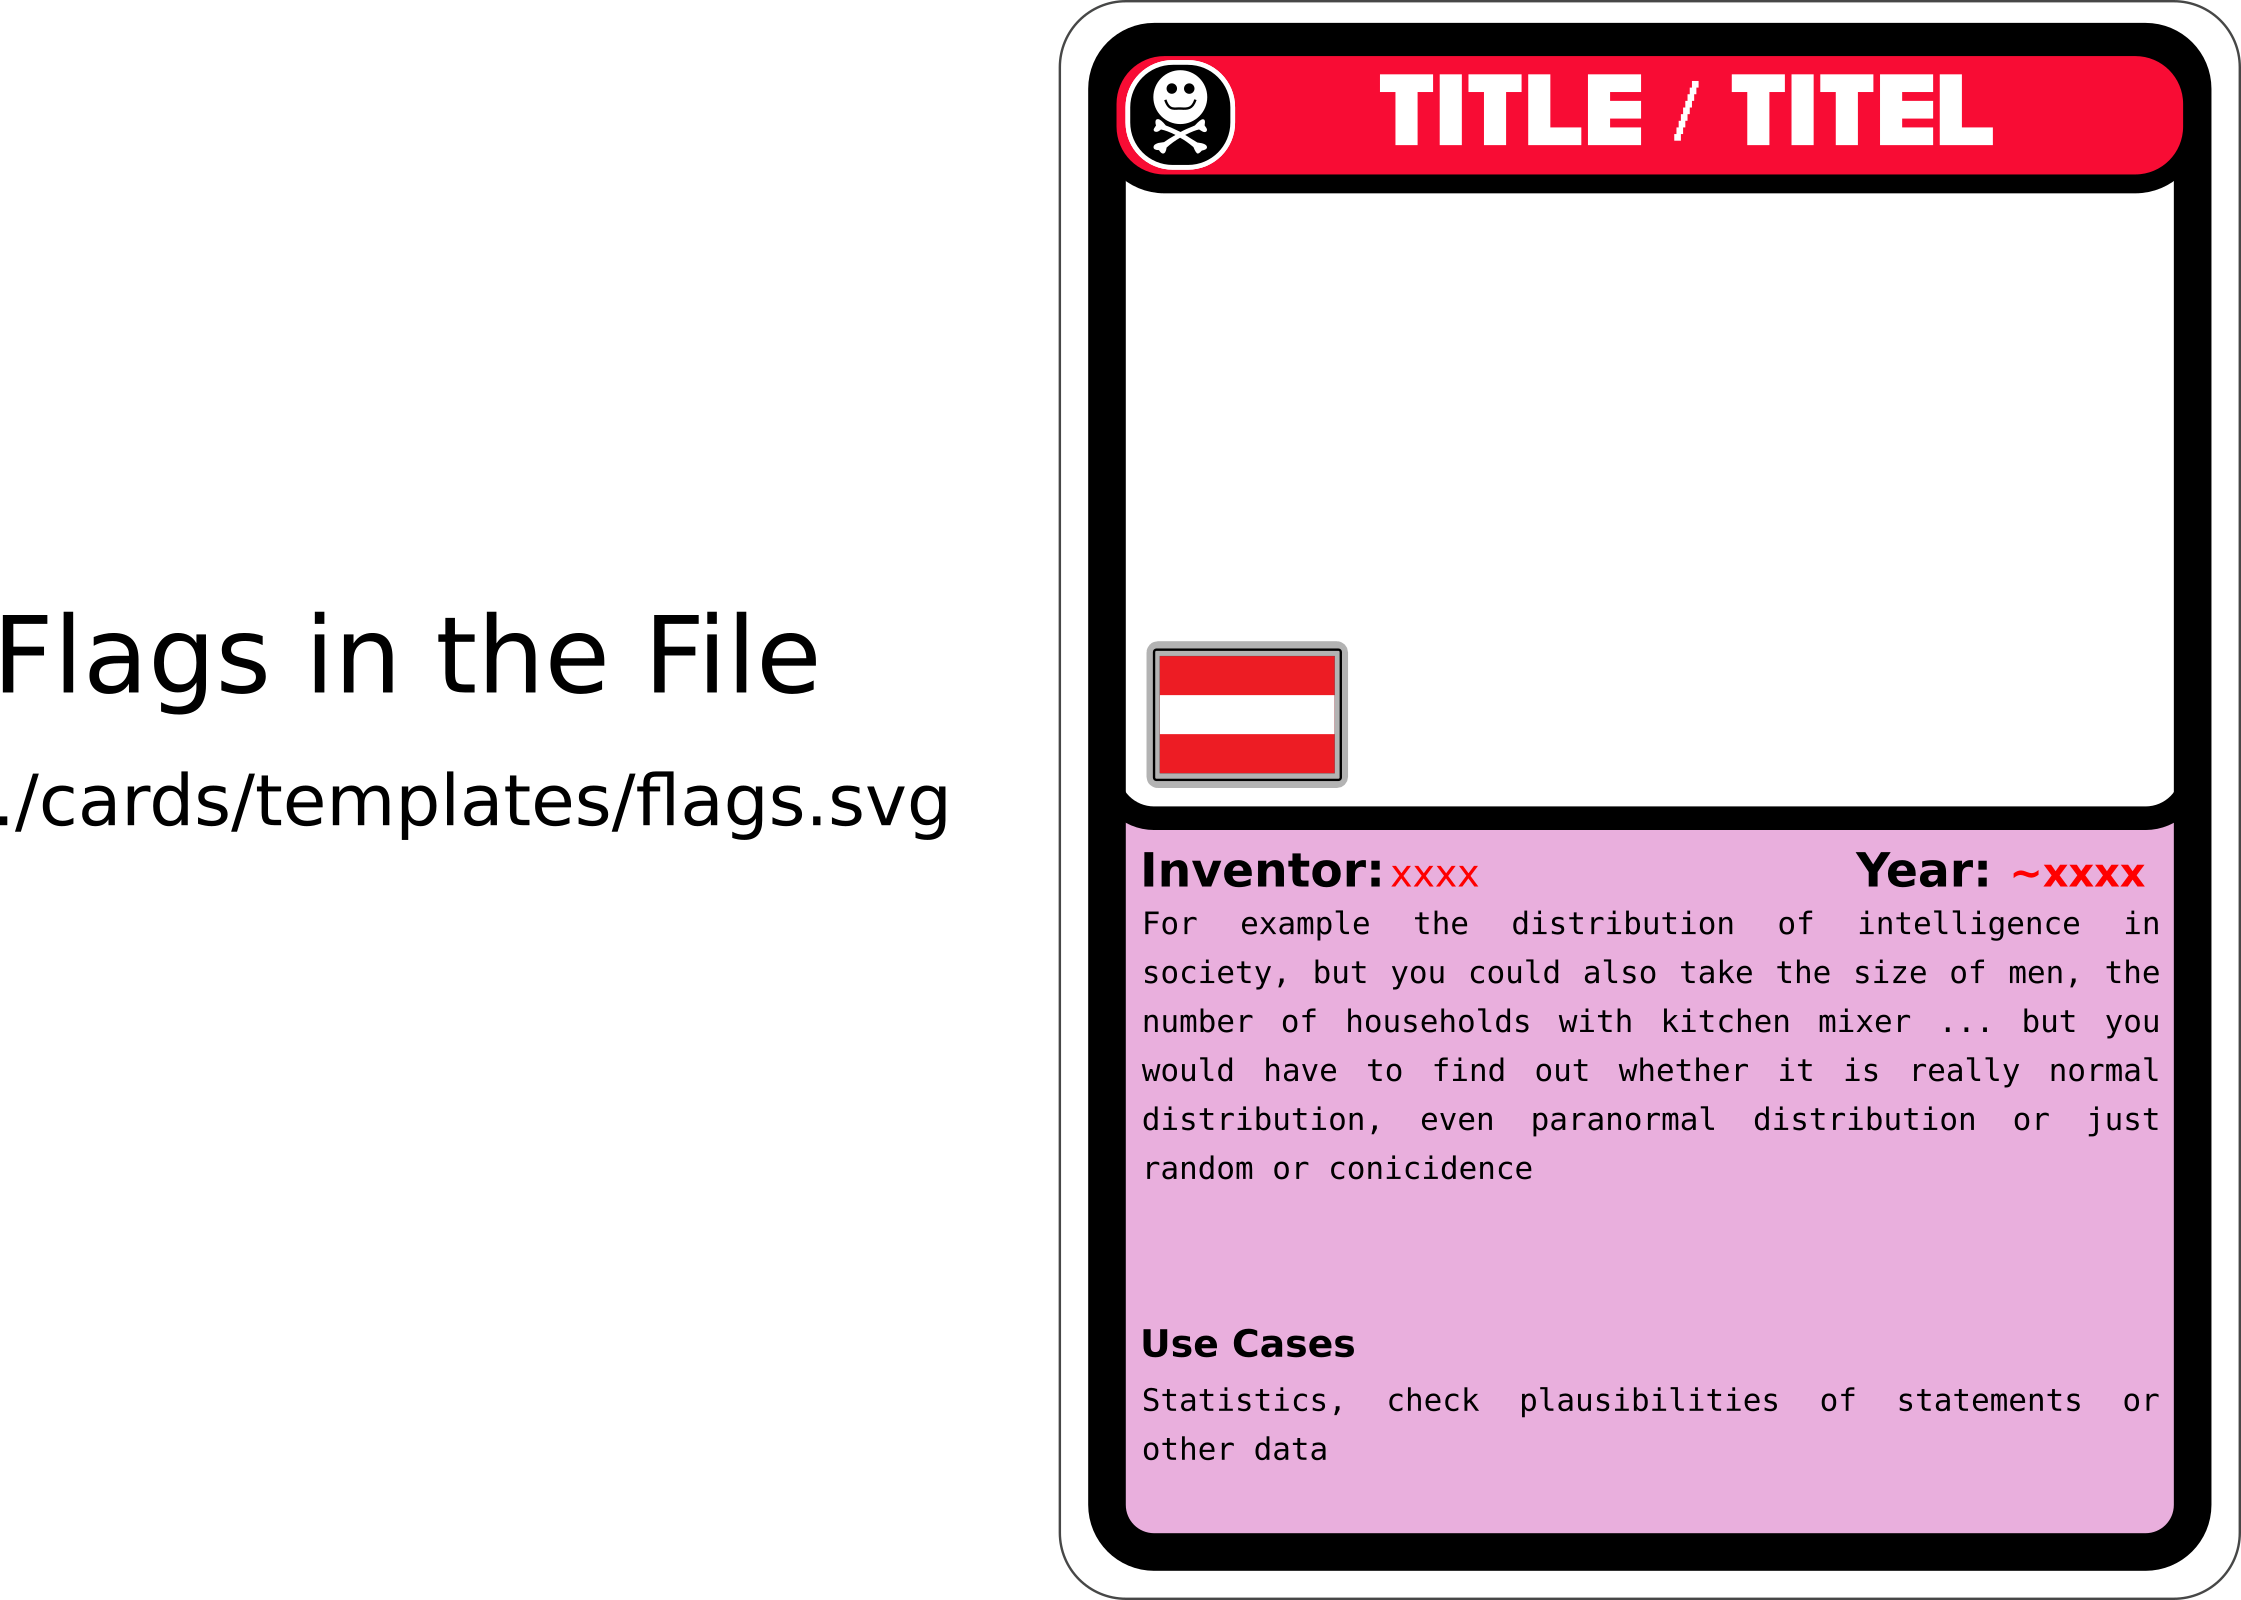 Flags in the File
./cards/templates/flags.svg
TITLE / TITEL
Inventor: xxxx Year: ~xxxx
For example the distribution of intelligence in
society, but you could also take the size of men, the
number of households with kitchen mixer ... but you
would have to find out whether it is really normal
distribution, even paranormal distribution or just
random or conicidence
Use Cases
Statistics, check plausibilities of statements or
other data